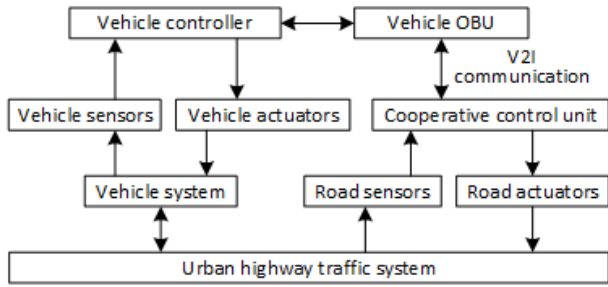 Vehicle controller
Vehicle OBU
V2I
communication
Vehicle sensors
Vehicle actuators
Cooperative control unit
Vehicle system
Road sensors
Road actuators
Urban highway traffic system